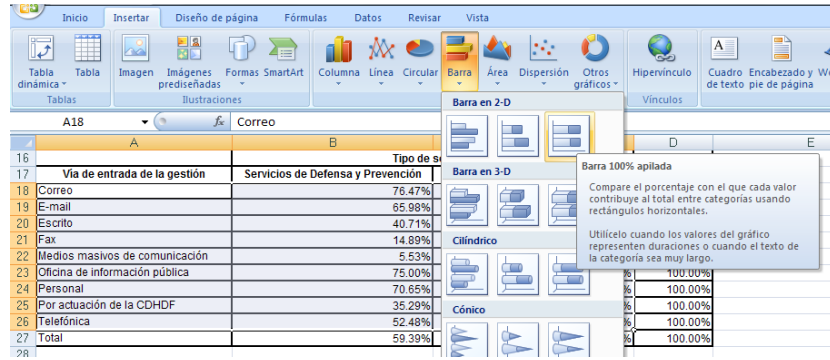 Inicio Insertar Diseño de página Fórmulas Datos Revisar Vista
Tabla dinámica Tabla Imagen Imágenes prediseñadas Formas SmartArt Columna Línea Circular Barra Área Dispersión Otros gráficos Hipervínculo Cuadro de texto Encabezado y pie de página
Tablas Ilustraciones Vínculos
A18 fx Correo
Barra en 2-D
A B D E
16 Tipo de
17 Via de entrada de la gestión Servicios de Defensa y Prevención
18 Correo 76.47%
19 E-mail 65.98%
20 Escrito 40.71%
21 Fax 14.89%
22 Medios masivos de comunicación 5.53%
23 Oficina de información pública 75.00% % 100.00%
24 Personal 70.65% % 100.00%
25 Por actuación de la CDHDF 35.29% % 100.00%
26 Telefónica 52.48% % 100.00%
27 Total 59.39% % 100.00%
28
Barra en 3-D
Cilíndrico
Cónico
Barra 100% apilada
Compare el porcentaje con el que cada valor
contribuye al total entre categorías usando
rectángulos horizontales.
Utilícelo cuando los valores del gráfico
representen duraciones o cuando el texto de
la categoría sea muy largo.